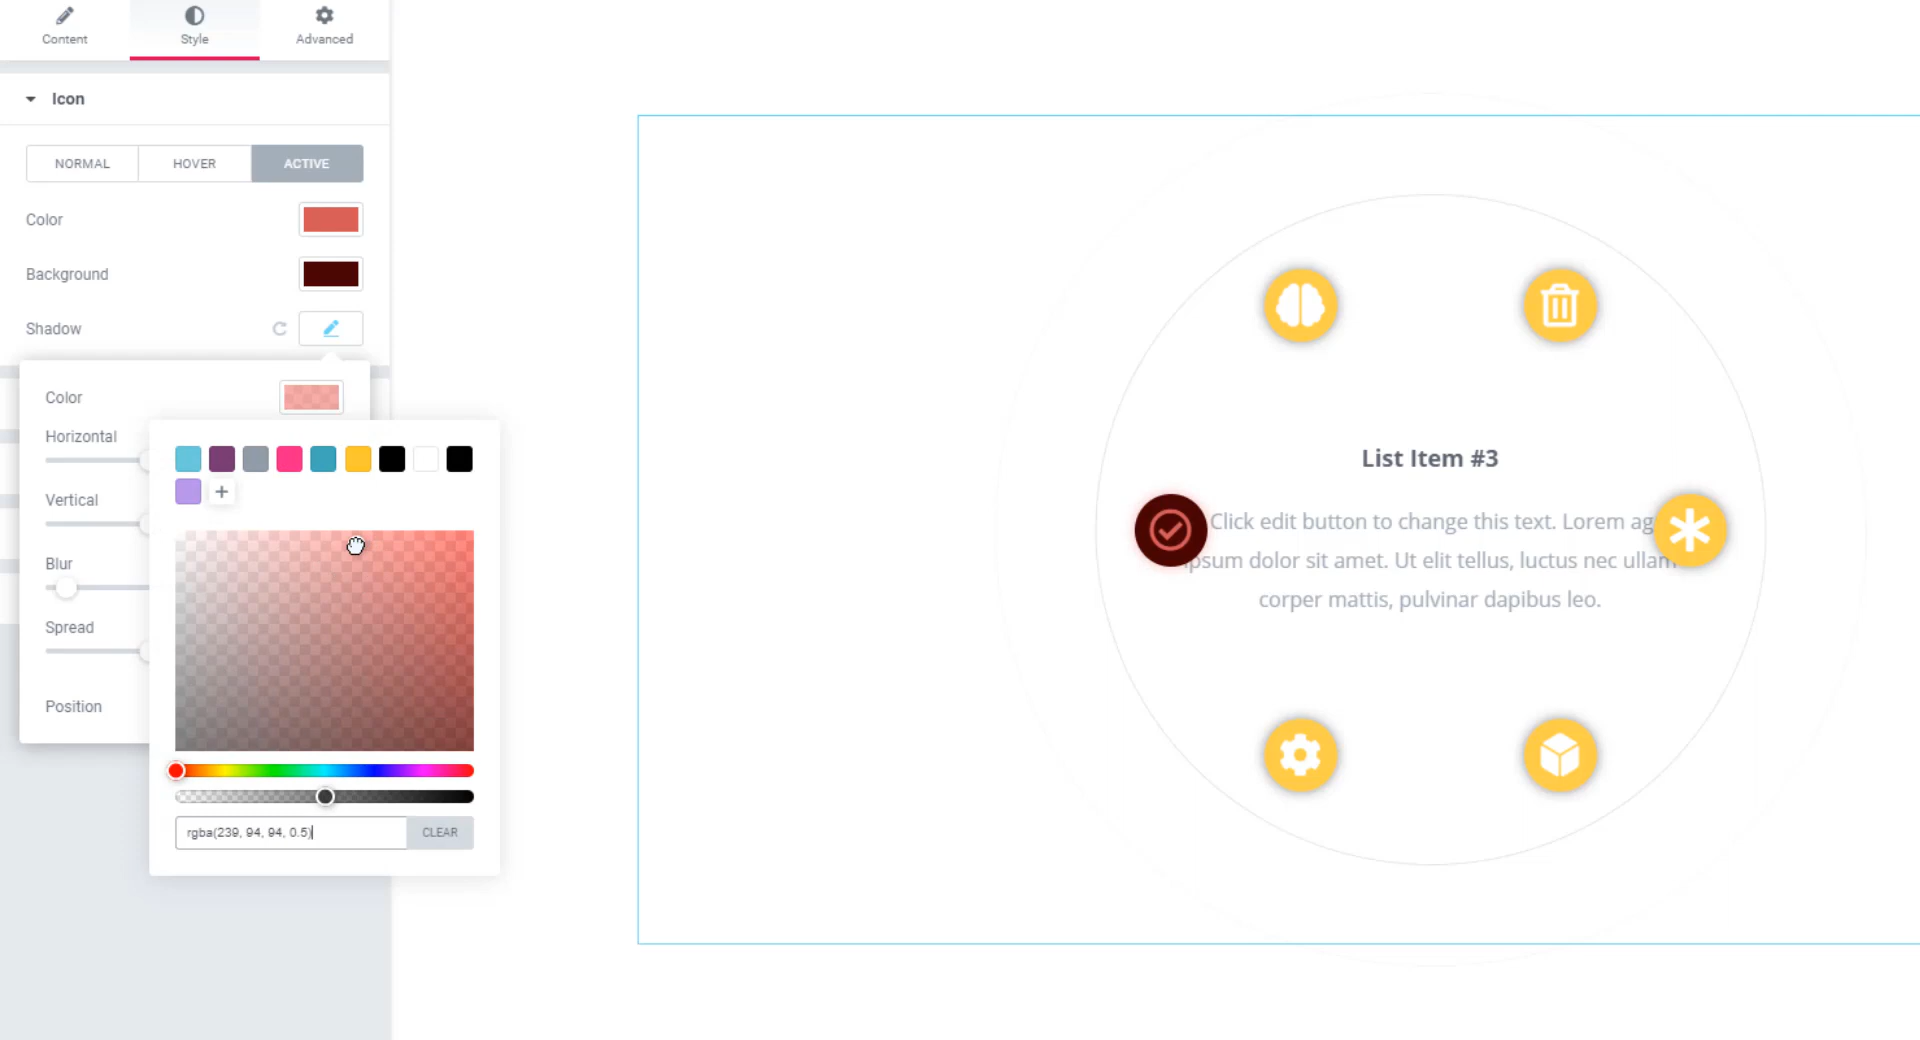 Content
Style
Advanced
Icon
NORMAL
HOVER
ACTIVE
Color
Background
Shadow
Color
Horizontal
Vertical
Blur
Spread
Position
rgba(239, 94, 94, 0.5)
CLEAR
List Item #3
Click edit button to change this text. Lorem ag
psum dolor sit amet. Ut elit tellus, luctus nec ullam
corper mattis, pulvinar dapibus leo.